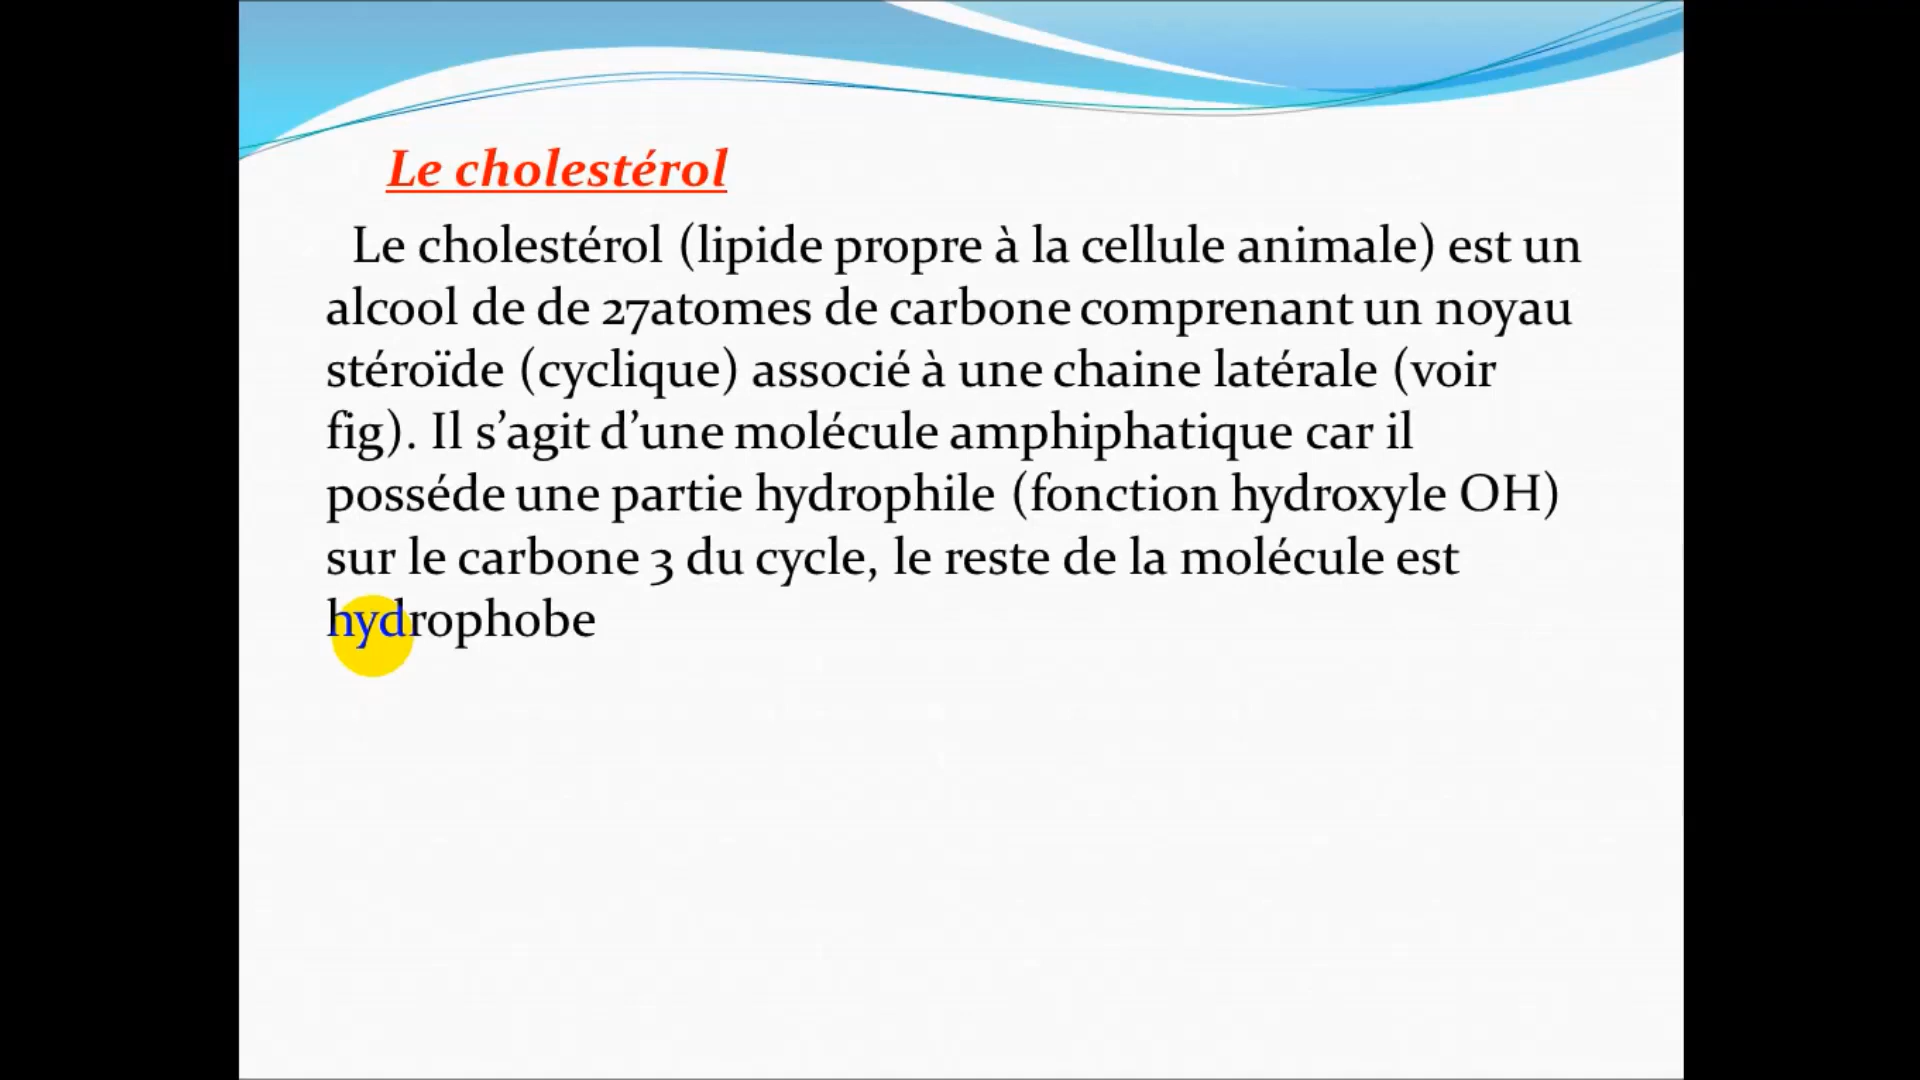 Le cholestérol
Le cholestérol (lipide propre à la cellule animale) est un
alcool de de 27atomes de carbone comprenant un noyau
stéroïde (cyclique) associé à une chaine latérale (voir
fig). Il s’agit d’une molécule amphiphatique car il
posséde une partie hydrophile (fonction hydroxyle OH)
sur le carbone 3 du cycle, le reste de la molécule est
hydrophobe